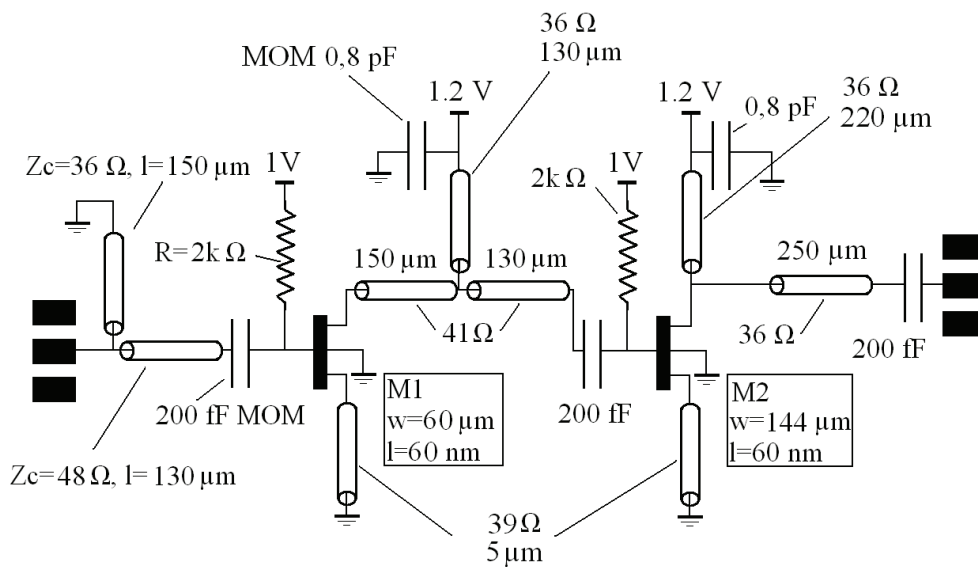 36 Ω
130 µm
MOM 0,8 pF
1.2 V
1.2 V
36 Ω
220 µm
0,8 pF
Zc=36 Ω, l=150 µm
1V
1V
2k Ω
R=2k Ω
150 µm
130 µm
250 µm
41Ω
36 Ω
200 fF
200 fF MOM
M1
w=60 µm
l=60 nm
200 fF
M2
w=144 µm
l=60 nm
Zc=48 Ω, l=130 µm
39Ω
5 µm